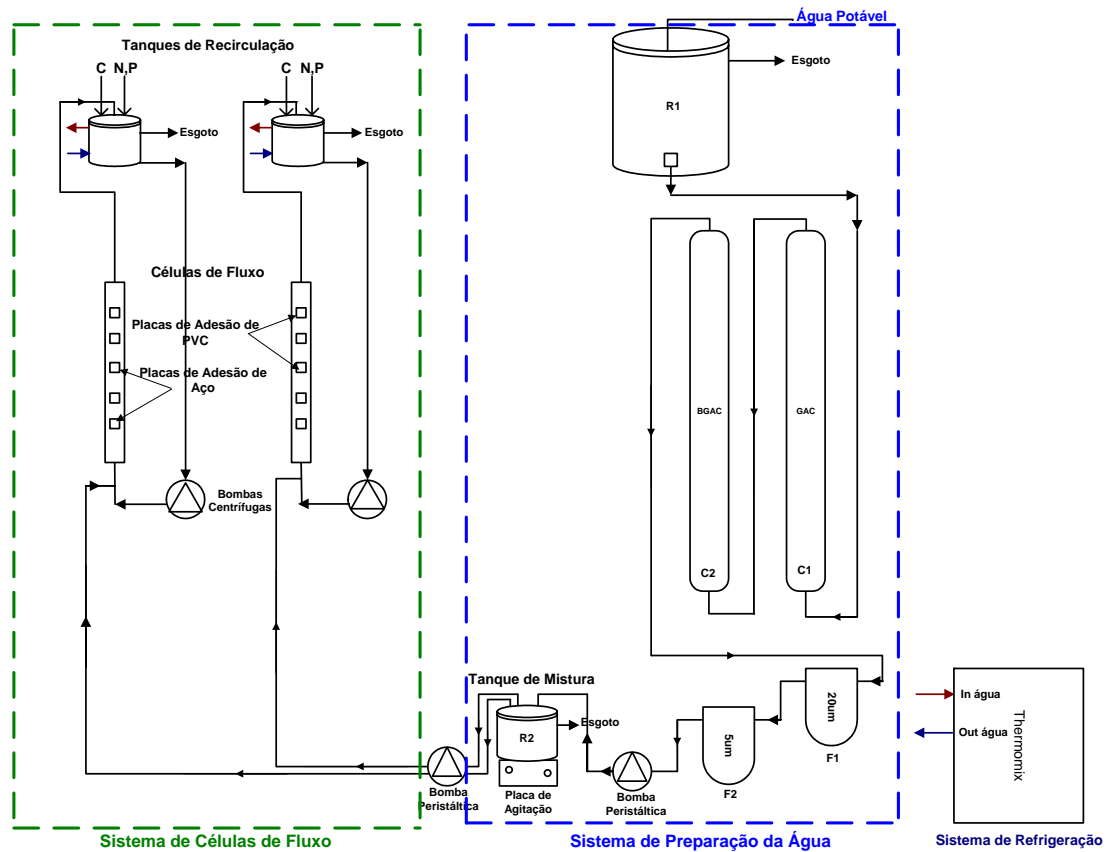 Água Potável
Tanques de Recirculação
C N,P
C N,P
Esgoto
Esgoto
Esgoto
R1
Células de Fluxo
Placas de Adesão de
PVC
Placas de Adesão de
Aço
BGAC
GAC
Bombas
Centrífugas
C2
C1
Tanque de Mistura
R2
Esgoto
20um
5um
F1
F2
In água
Out água
Thermomix
Bomba
Peristáltica
Placa de
Agitação
Bomba
Peristáltica
Sistema de Células de Fluxo
Sistema de Preparação da Água
Sistema de Refrigeração